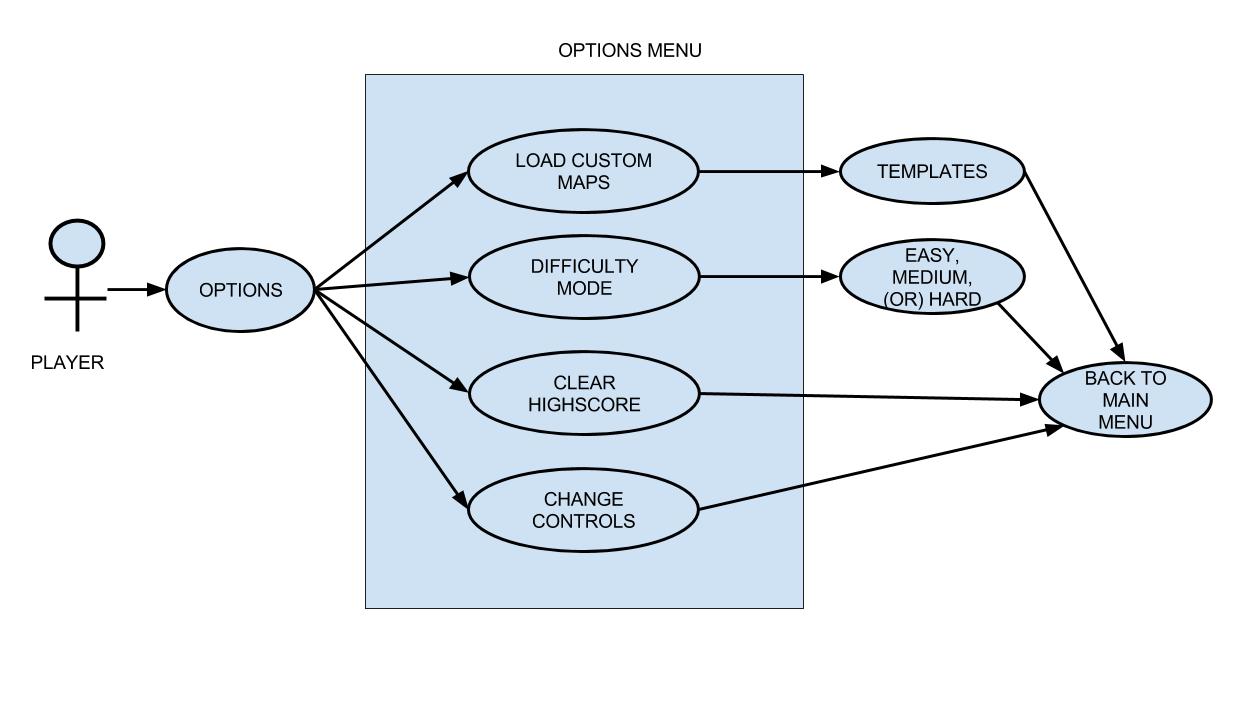 OPTIONS MENU
LOAD CUSTOM
MAPS
TEMPLATES
DIFFICULTY
MODE
EASY,
MEDIUM,
(OR) HARD
OPTIONS
PLAYER
CLEAR
HIGHSCORE
BACK TO
MAIN
MENU
CHANGE
CONTROLS